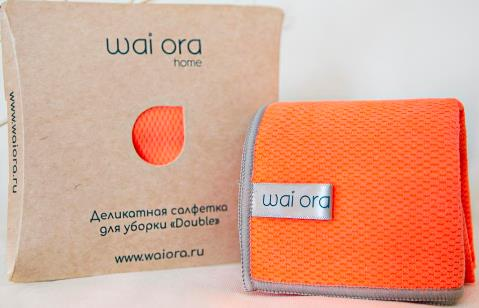 wai ora
home
www.waiora.ru
Деликатная салфетка
для уборки «Double»
www.waiora.ru
wai ora